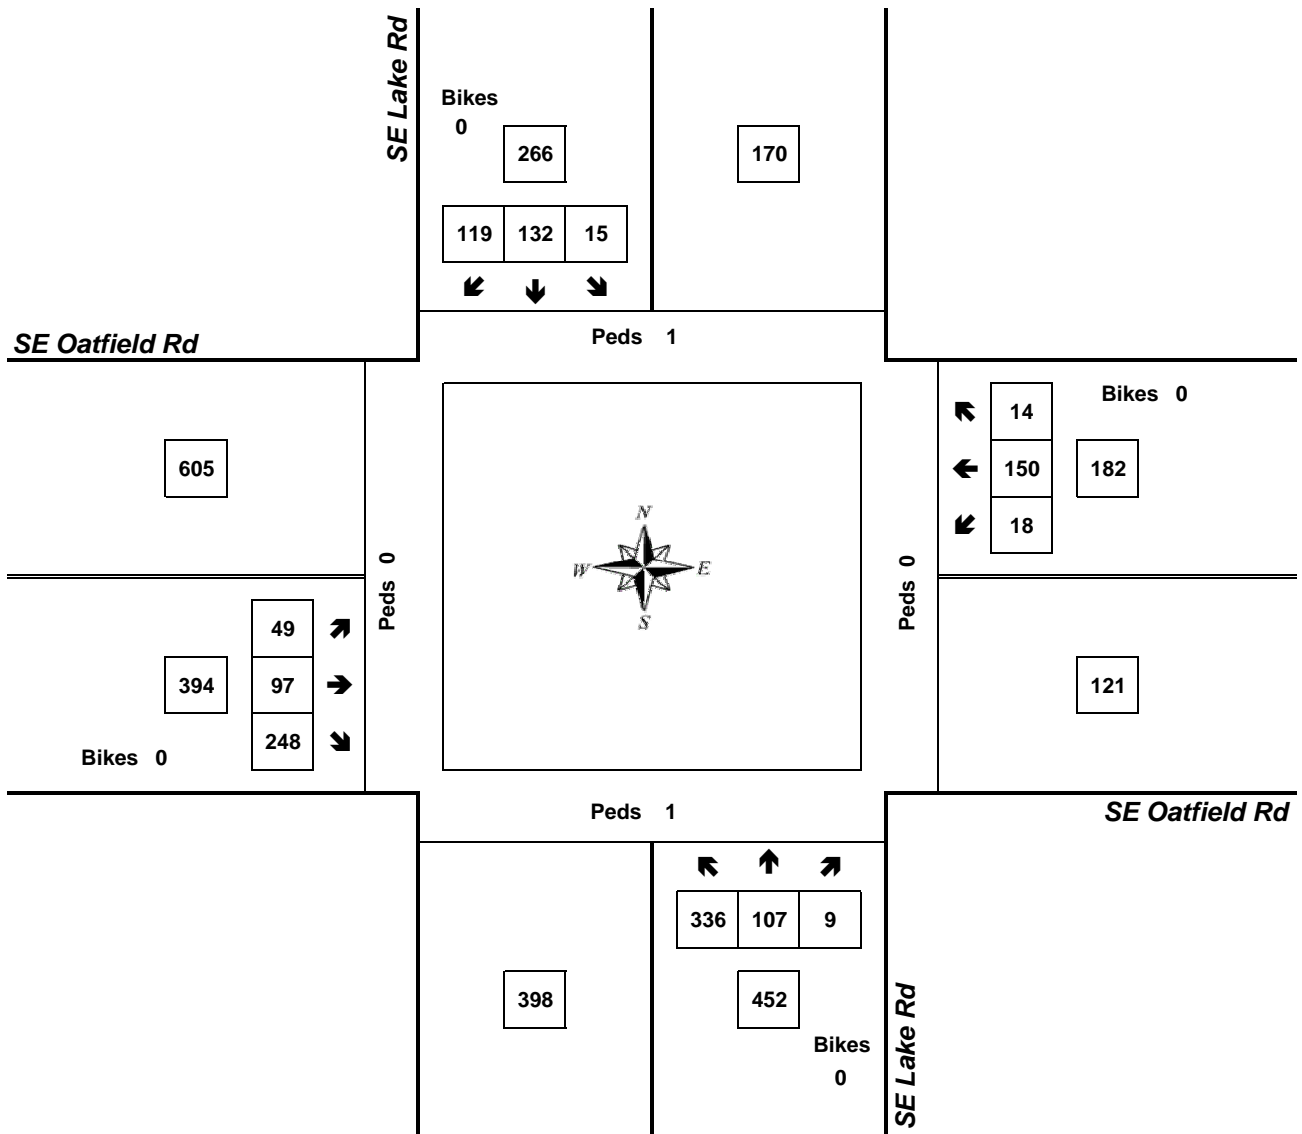 SE Lake Rd
Bikes
0
266
170
119 132 15
Peds 1
SE Oatfield Rd
Bikes 0
14
605
150 182
18
N
W E
S
Peds 0
Peds 0
49
394 97
121
248
Bikes 0
Peds 1
SE Oatfield Rd
336 107 9
398
452
SE Lake Rd
Bikes
0